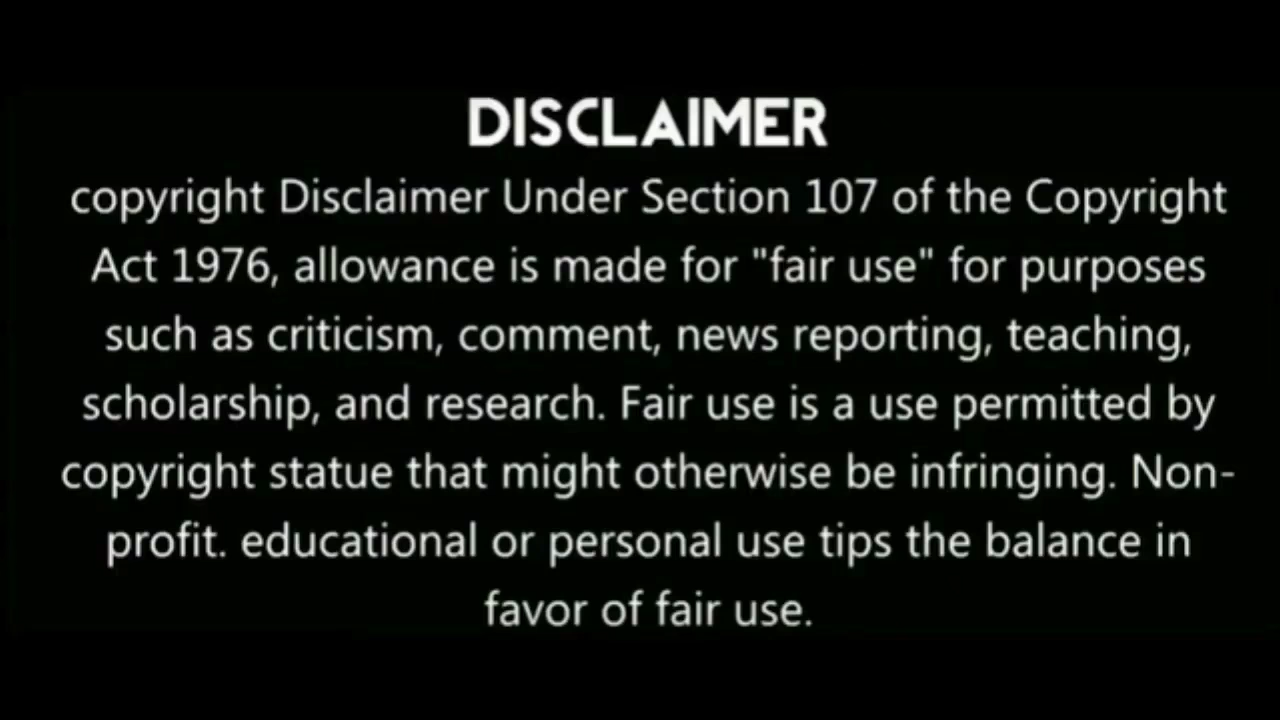 DISCLAIMER
copyright Disclaimer Under Section 107 of the Copyright
Act 1976, allowance is made for "fair use" for purposes
such as criticism, comment, news reporting, teaching,
scholarship, and research. Fair use is a use permitted by
copyright statue that might otherwise be infringing. Non-
profit. educational or personal use tips the balance in
favor of fair use.